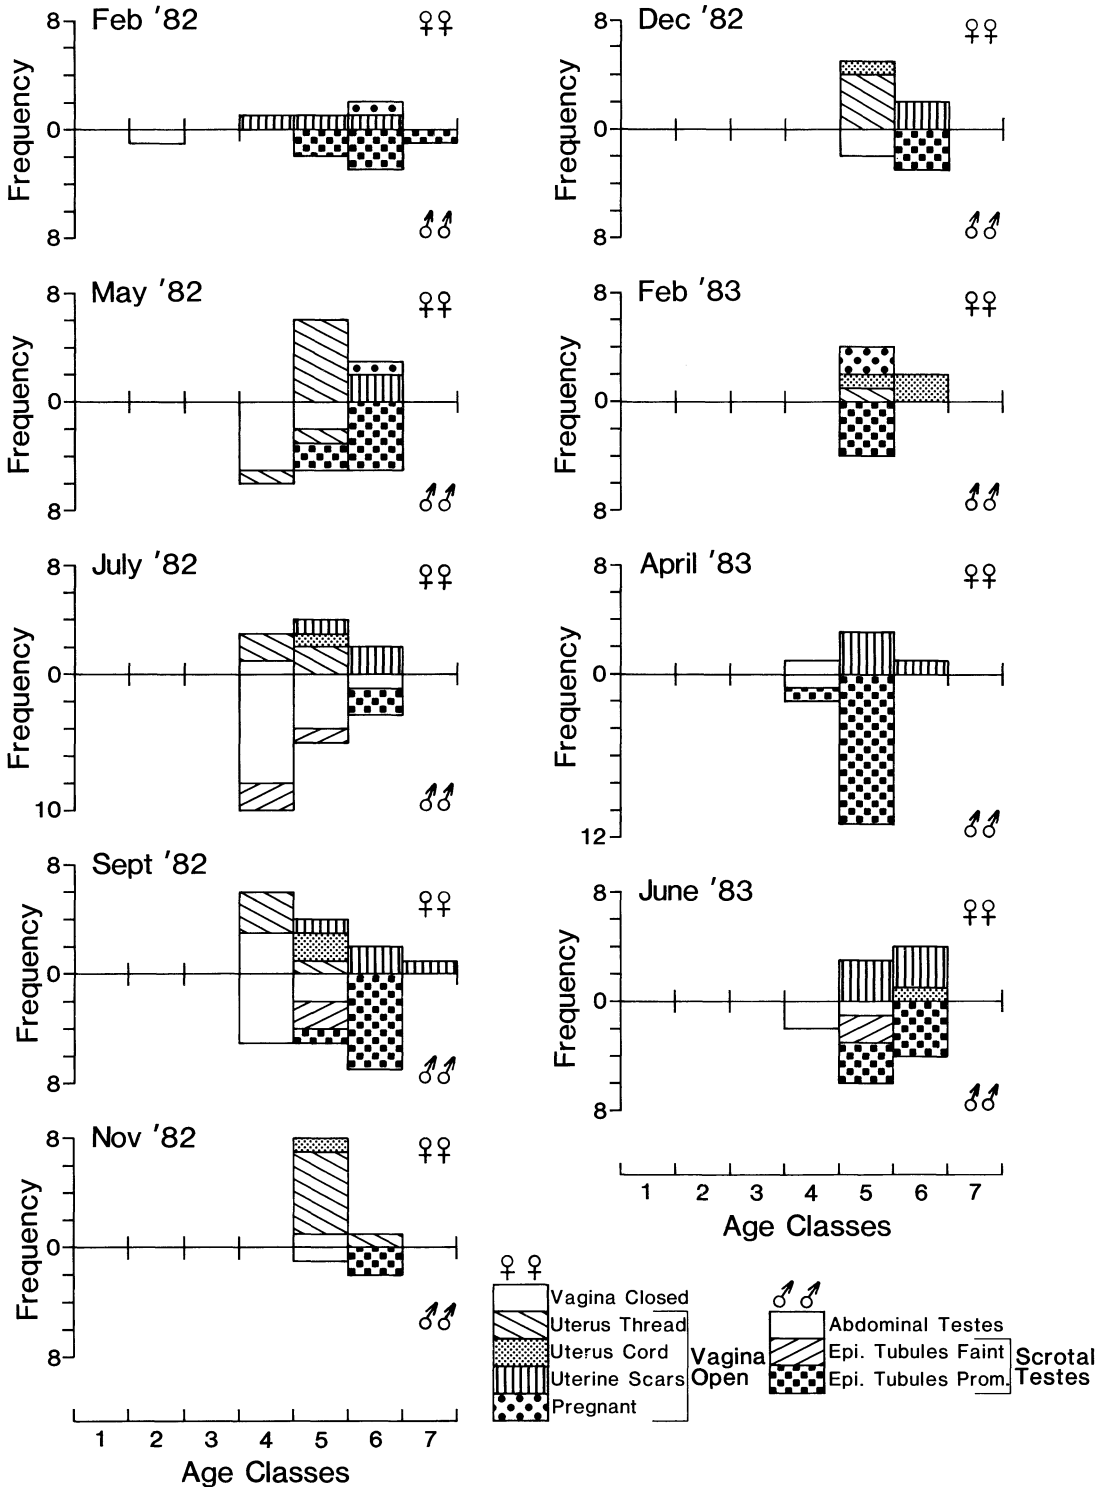 Feb '82
♀♀
8
0
8
Frequency
♂♂
May '82
♀♀
8
0
8
Frequency
♂♂
July '82
♀♀
8
0
10
Frequency
♂♂
Sept '82
♀♀
8
0
8
Frequency
♂♂
Nov '82
♀♀
8
0
8
Frequency
♂♂
1 2 3 4 5 6 7
Age Classes
Dec '82
♀♀
8
0
8
Frequency
♂♂
Feb '83
♀♀
8
0
8
Frequency
♂♂
April '83
♀♀
8
0
12
Frequency
♂♂
June '83
♀♀
8
0
8
Frequency
♂♂
1 2 3 4 5 6 7
Age Classes
♀ ♀
Vagina Closed
Uterus Thread
Uterus Cord
Uterine Scars
Pregnant
Vagina
Open
♂ ♂
Abdominal Testes
Epi. Tubules Faint
Epi. Tubules Prom.
Scrotal
Testes